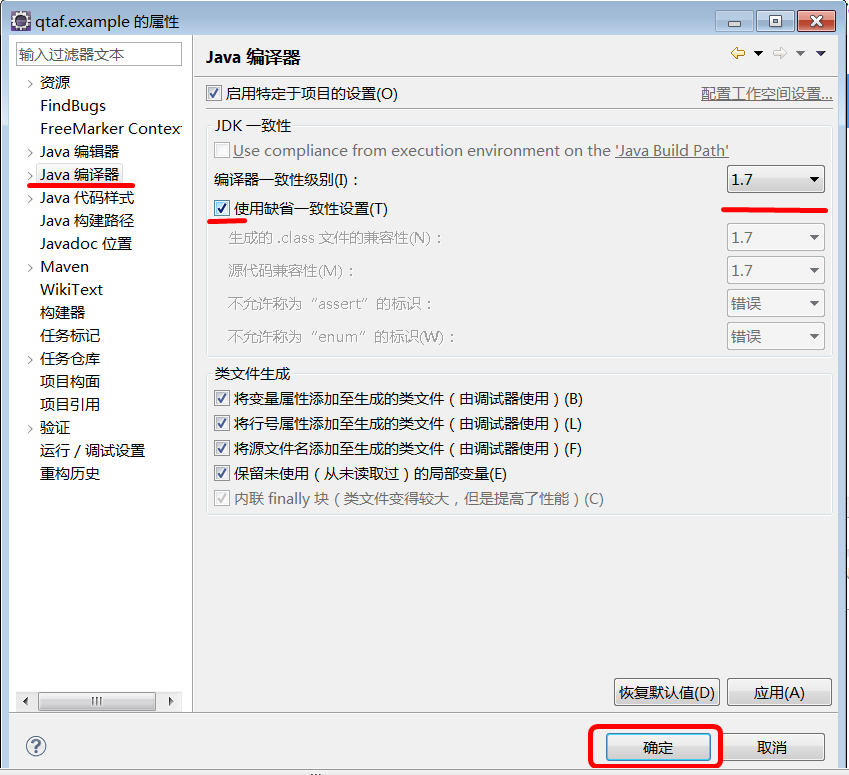 qtaf.example 的属性
输入过滤器文本
资源
FindBugs
FreeMarker Contex
Java 编辑器
Java 编译器
Java 代码样式
Java 构建路径
Javadoc 位置
Maven
WikiText
构建器
任务标记
任务仓库
项目构面
项目引用
验证
运行 / 调试设置
重构历史
Java 编译器
启用特定于项目的设置(O) 配置工作空间设置...
JDK 一致性
Use compliance from execution environment on the 'Java Build Path'
编译器一致性级别(I)： 1.7
使用缺省一致性设置(T)
生成的 .class 文件的兼容性(N)： 1.7
源代码兼容性(M)： 1.7
不允许称为“assert”的标识： 错误
不允许称为“enum”的标识(W)： 错误
类文件生成
将变量属性添加至生成的类文件（由调试器使用）(B)
将行号属性添加至生成的类文件（由调试器使用）(L)
将源文件名添加至生成的类文件（由调试器使用）(F)
保留未使用（从未读取过）的局部变量(E)
内联 finally 块（类文件变得较大，但是提高了性能）(C)
恢复默认值(D) 应用(A)
确定 取消